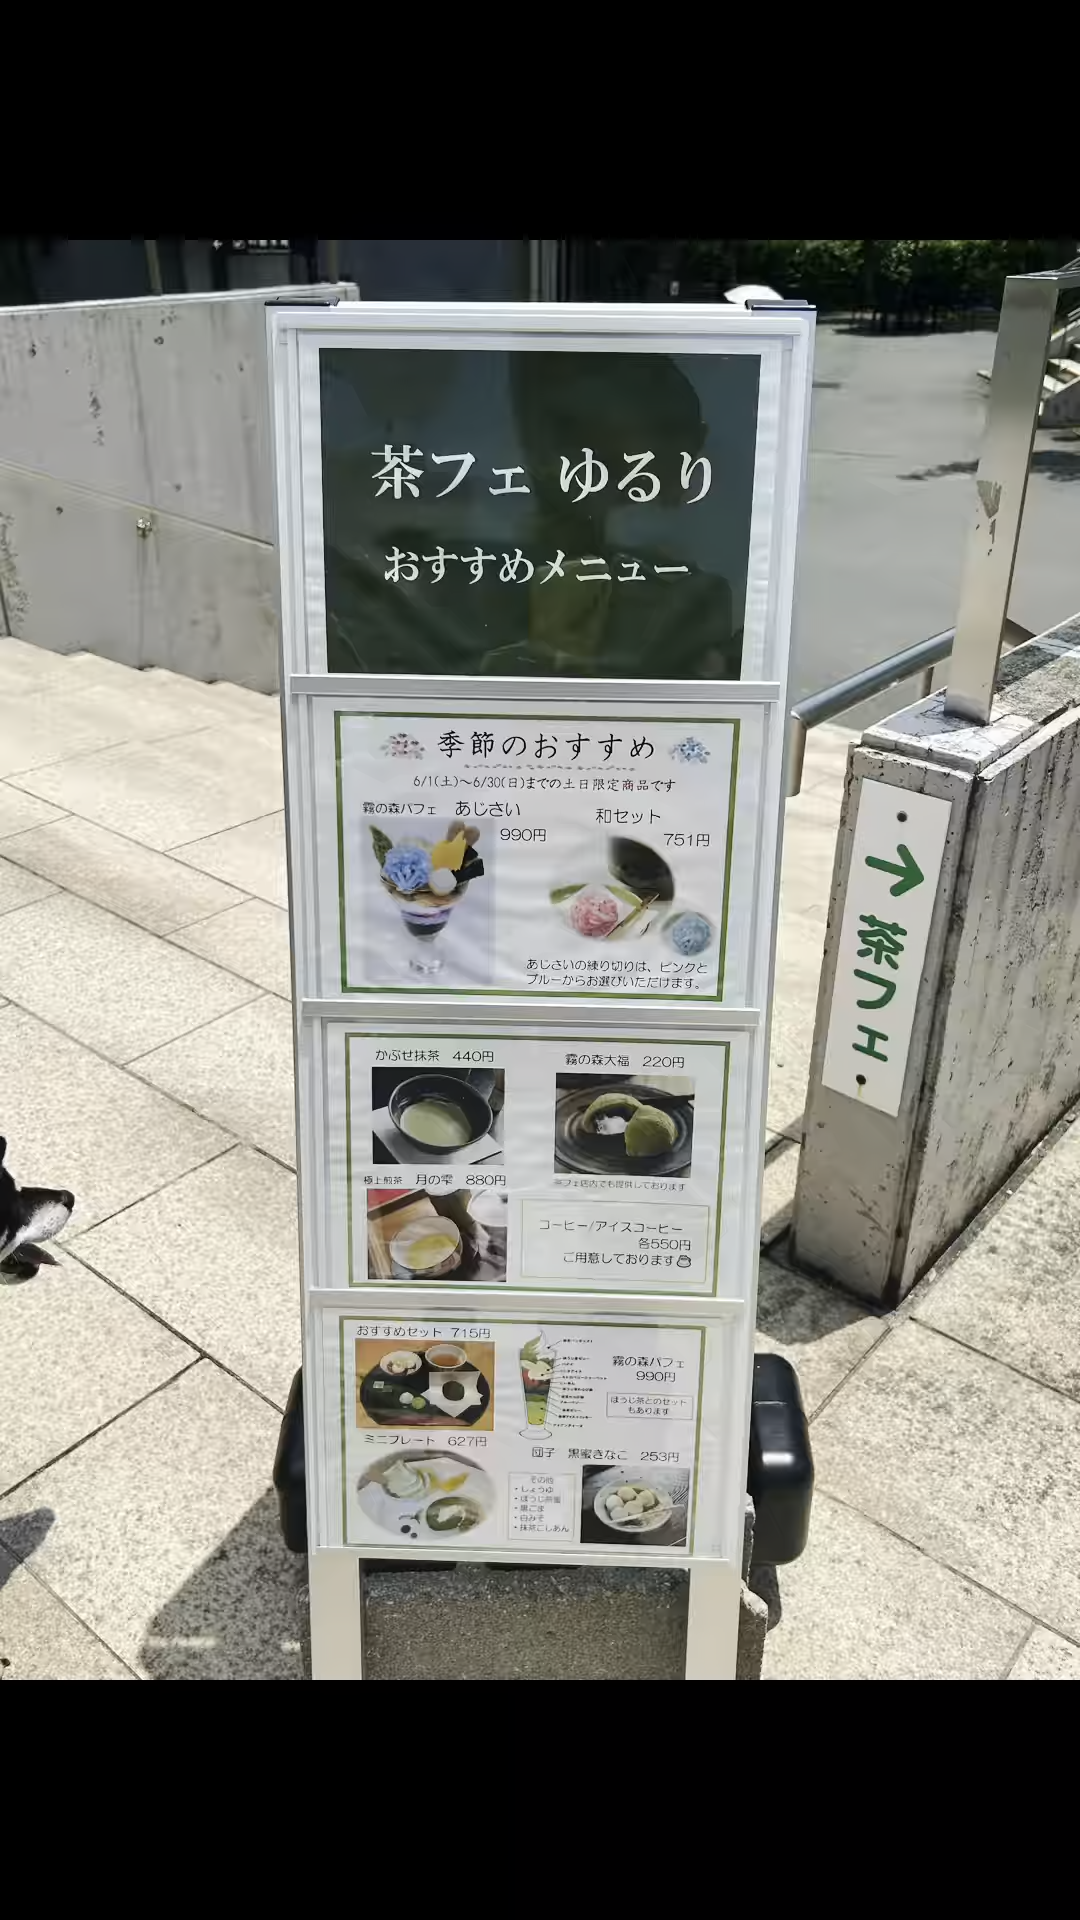 茶フェ ゆるり
おすすめメニュー
季節のおすすめ
6/1(土)～6/30(日)までの土日限定商品です
霧の森パフェ あじさい
990円
和セット
751円
あじさいの練り切りは、ピンクと
ブルーからお選びいただけます。
かぶせ抹茶 440円
霧の森大福 220円
茶フェ店内でも提供しております
極上煎茶 月の雫 880円
コーヒー/アイスコーヒー
各550円
ご用意しております
おすすめセット 715円
霧の森パフェ
990円
ほうじ茶とのセット
もあります
ミニプレート 627円
団子 黒蜜きなこ 253円
その他
・しょうゆ
・ほうじ茶蜜
・黒ごま
・白みそ
・抹茶こしあん
→
茶フェ